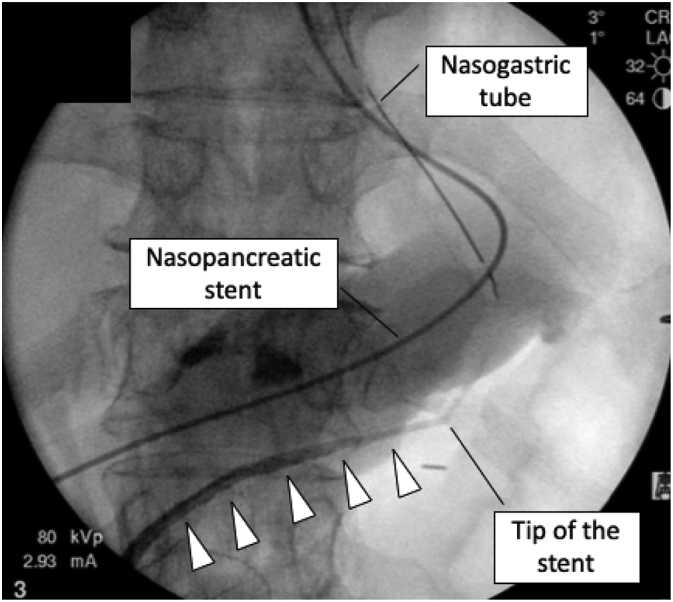 3° CR
1° LA
32
64
Nasogastric
tube
Nasopancreatic
stent
Tip of the
stent
80 kVp
2.93 mA
3